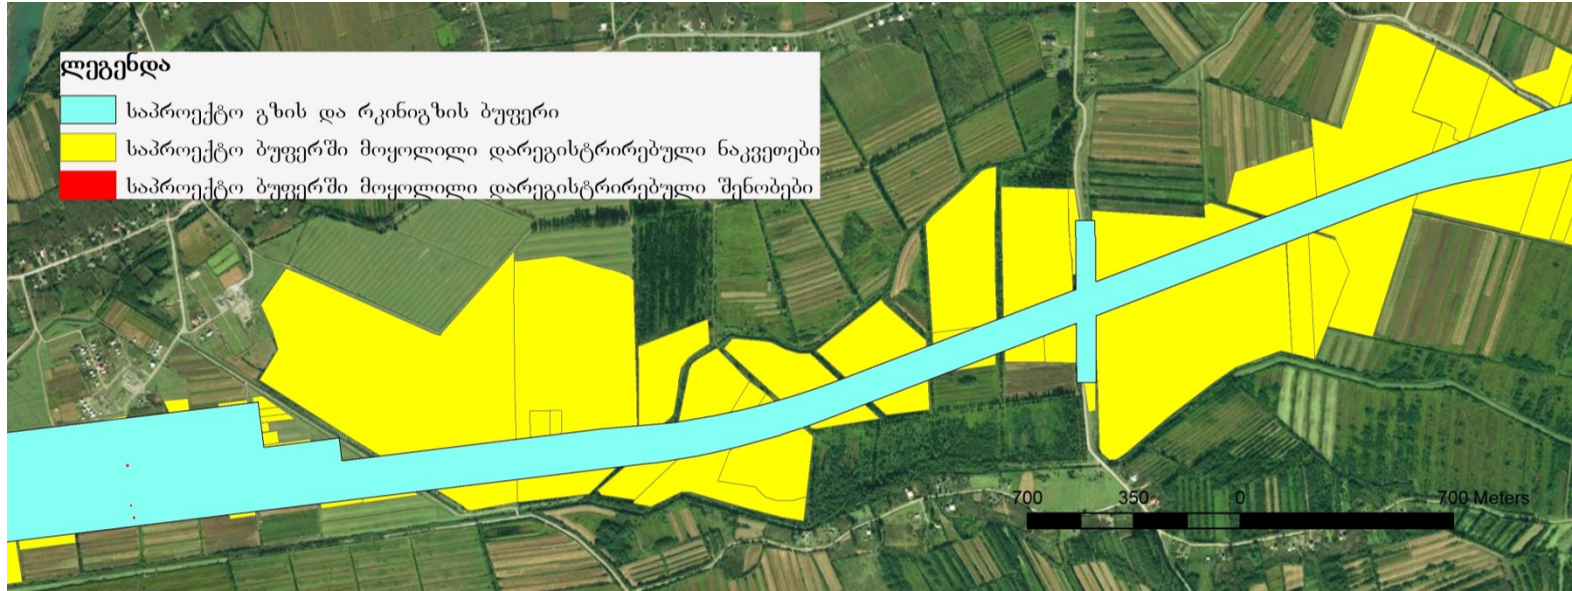 ლეგენდა
საპროექტო გზის და რკინიგზის ბუფერი
საპროექტო ბუფერში მოყოლილი დარეგისტრირებული ნაკვეთები
საპროექტო ბუფერში მოყოლილი დარეგისტრირებული შენობები
700 350 0 700 Meters